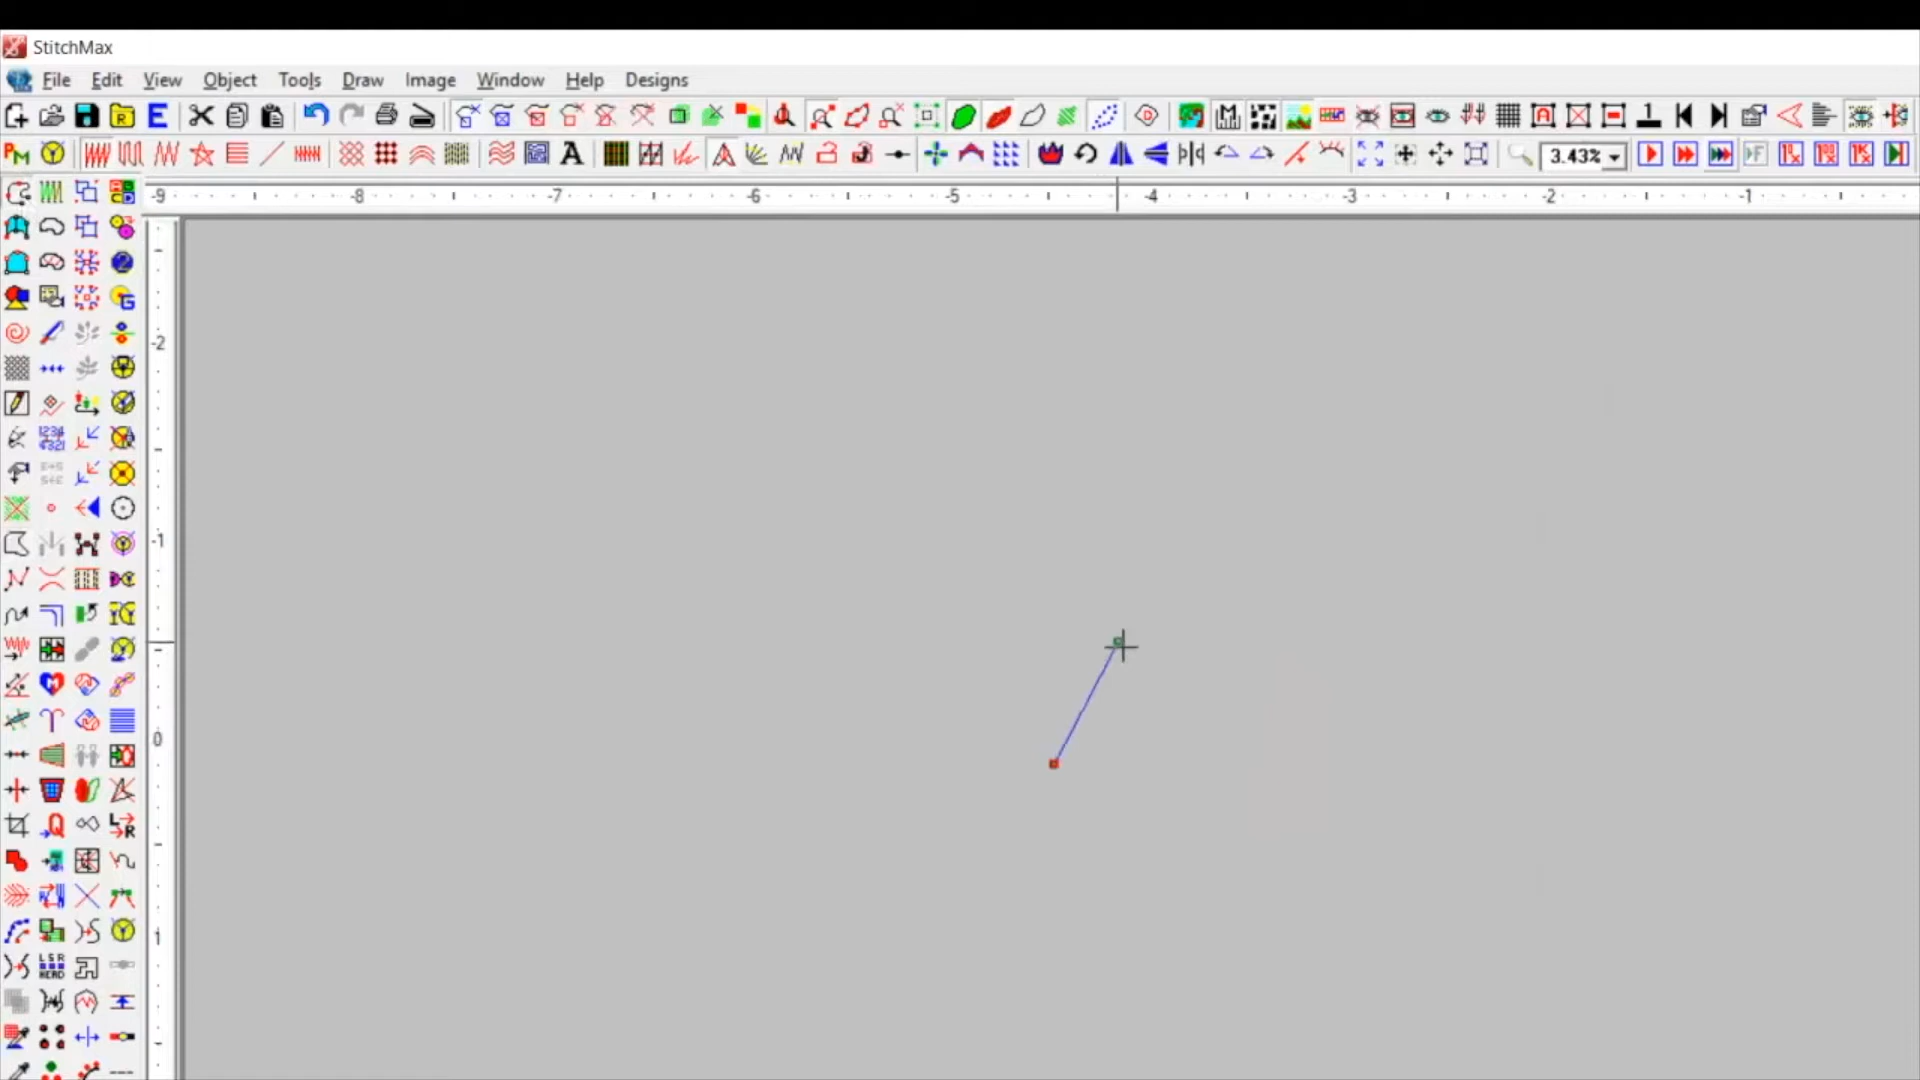 StitchMax
File Edit View Object Tools Draw Image Window Help Designs
3.43%
-9 -8 -7 -6 -5 -4 -3 -2 -1
-2
-1
0
1